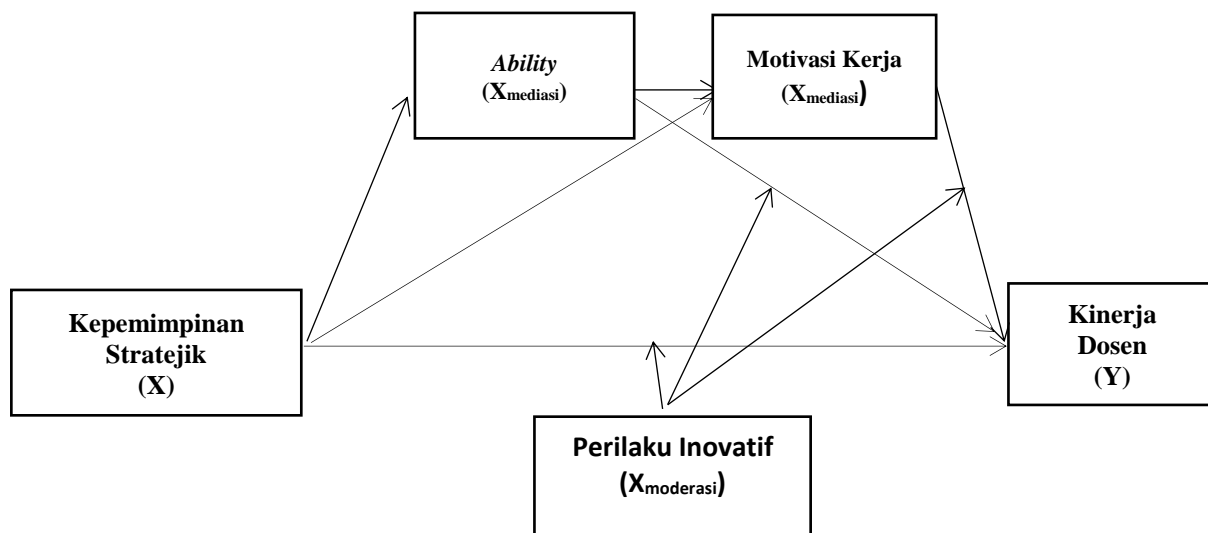 Ability
(Xmediasi)
Motivasi Kerja
(Xmediasi)
Kepemimpinan
Stratejik
(X)
Kinerja
Dosen
(Y)
Perilaku Inovatif
(Xmoderasi)